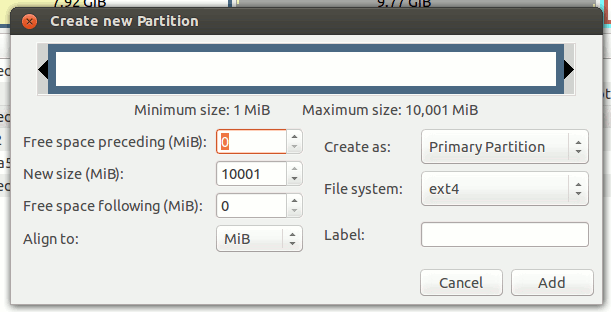 7.92 GiB 9.77 GiB
Create new Partition
Minimum size: 1 MiB Maximum size: 10,001 MiB
Free space preceding (MiB): 0 Create as: Primary Partition
New size (MiB): 10001
File system: ext4
Free space following (MiB): 0
Align to: MiB Label:
Cancel Add